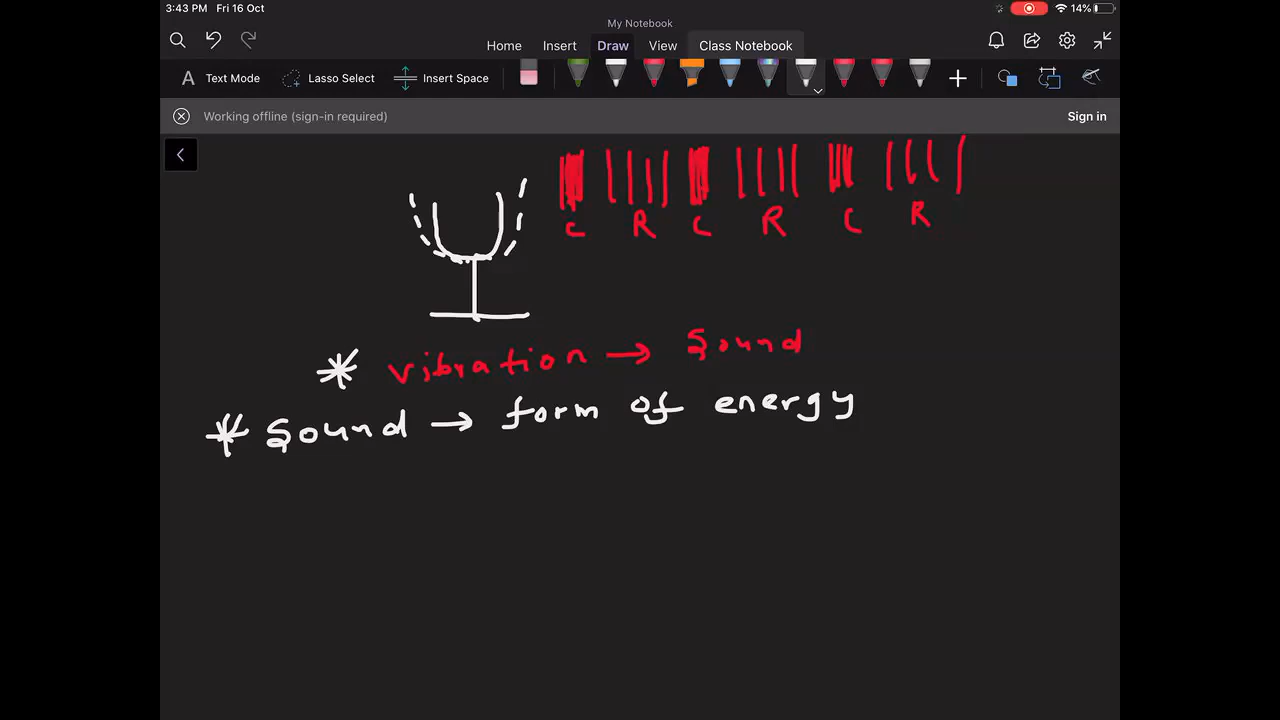 3:43 PM Fri 16 Oct 14%
My Notebook
Home Insert Draw View Class Notebook
Text Mode Lasso Select Insert Space
Working offline (sign-in required) Sign in
C R C R C R
* Vibration → Sound
* Sound → form of energy